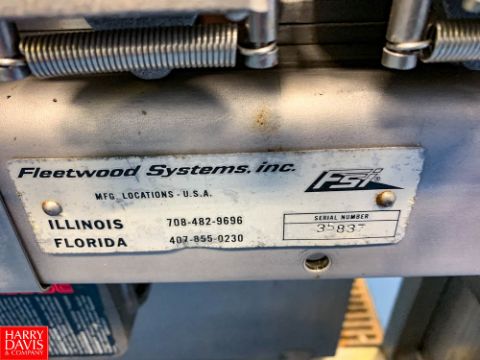 Fleetwood Systems, inc.
FSi®
MFG. LOCATIONS - U.S.A.
ILLINOIS 708-482-9696
FLORIDA 407-855-0230
SERIAL NUMBER
HARRY
DAVIS
& COMPANY